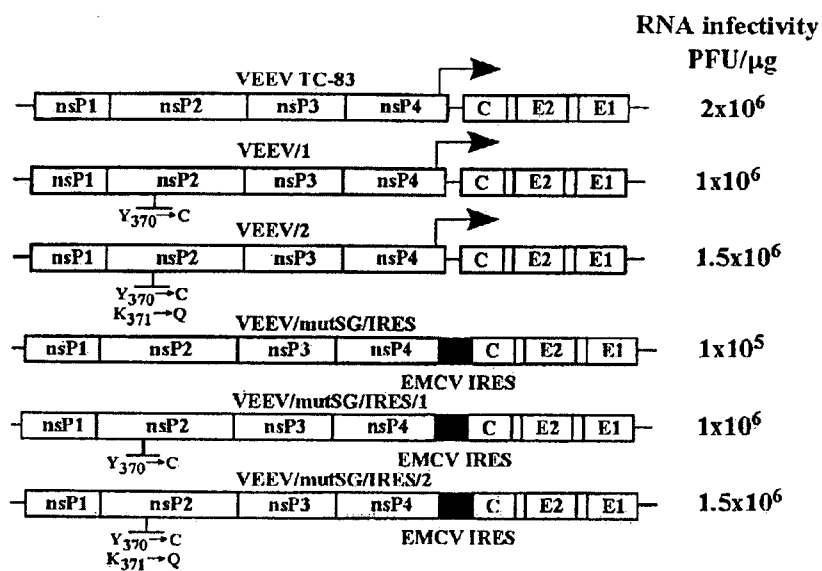 RNA infectivity
PFU/µg
VEEV TC-83
nsP1 nsP2 nsP3 nsP4 C E2 E1 2x10⁶
VEEV/1
nsP1 nsP2 nsP3 nsP4 C E2 E1 1x10⁶
Y₃₇₀→C
VEEV/2
nsP1 nsP2 nsP3 nsP4 C E2 E1 1.5x10⁶
Y₃₇₀→C
K₃₇₁→Q
VEEV/mutSG/IRES
nsP1 nsP2 nsP3 nsP4 C E2 E1 1x10⁵
EMCV IRES
VEEV/mutSG/IRES/1
nsP1 nsP2 nsP3 nsP4 C E2 E1 1x10⁶
Y₃₇₀→C EMCV IRES
VEEV/mutSG/IRES/2
nsP1 nsP2 nsP3 nsP4 C E2 E1 1.5x10⁶
Y₃₇₀→C EMCV IRES
K₃₇₁→Q